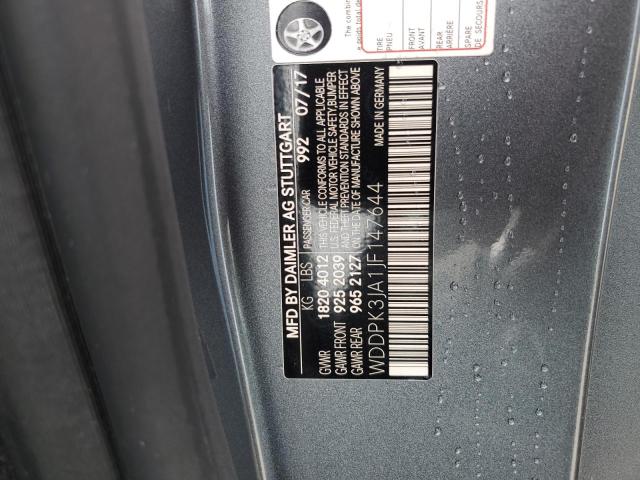 MFD BY DAIMLER AG STUTTGART
KG LBS PASSENGER CAR 992 07/17
GVWR 1820 4012 THIS VEHICLE CONFORMS TO ALL APPLICABLE
GAWR FRONT 925 2039 U.S. FEDERAL MOTOR VEHICLE SAFETY, BUMPER
GAWR REAR 965 2127 AND THEFT PREVENTION STANDARDS IN EFFECT
ON THE DATE OF MANUFACTURE SHOWN ABOVE
WDDPK3JA1JF147644 MADE IN GERMANY
The combined
TIRE
PNEU
FRONT
AVANT
REAR
ARRIÈRE
SPARE
DE SECOURS